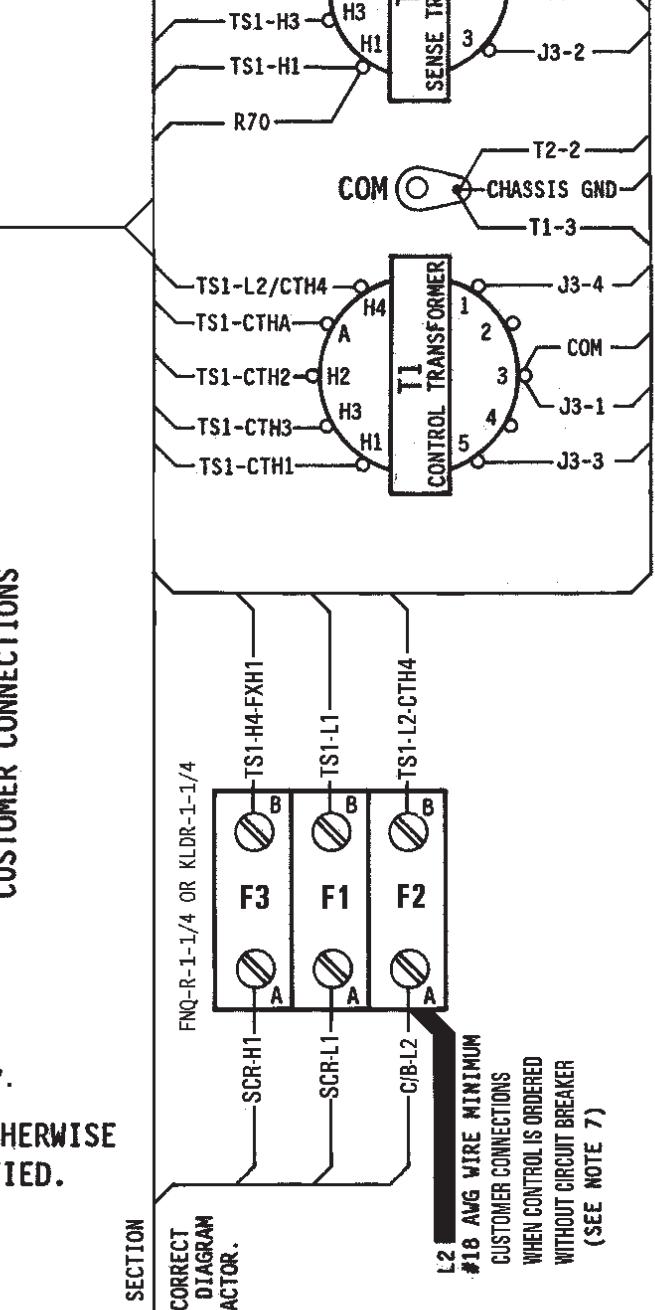 TS1-H3
H3
TS1-H1
H1
R70
SENSE TR
3
J3-2
COM
T2-2
CHASSIS GND
T1-3
TS1-L2/CTH4
H4
TS1-CTHA
A
TS1-CTH2
H2
TS1-CTH3
H3
TS1-CTH1
H1
T1
CONTROL TRANSFORMER
1
2
3
4
5
J3-4
COM
J3-1
J3-3
CUSTOMER CONNECTIONS
TS1-H4-FXH1
TS1-L1
TS1-L2-CTH4
FNQ-R-1-1/4 OR KLDR-1-1/4
B
B
B
F3
F1
F2
A
A
A
SCR-H1
SCR-L1
C/B-L2
L2
#18 AWG WIRE MINIMUM
CUSTOMER CONNECTIONS
WHEN CONTROL IS ORDERED
WITHOUT CIRCUIT BREAKER
(SEE NOTE 7)
HERWISE
IED.
SECTION
CORRECT
DIAGRAM
ACTOR.